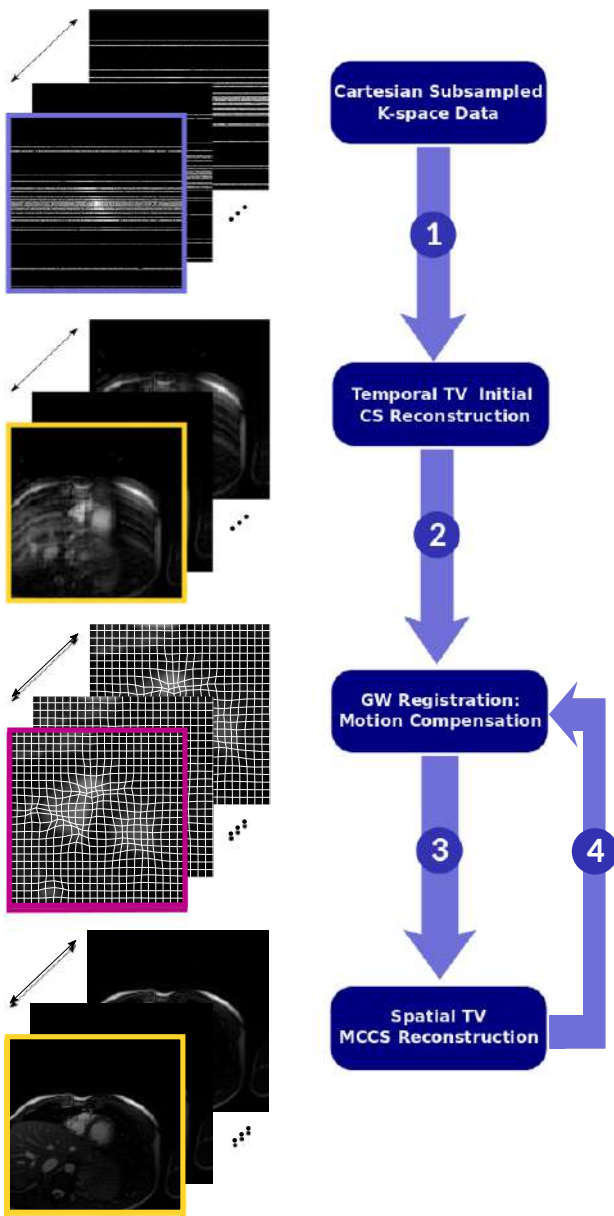 Cartesian Subsampled
K-space Data
1
Temporal TV Initial
CS Reconstruction
2
GW Registration:
Motion Compensation
3
4
Spatial TV
MCCS Reconstruction